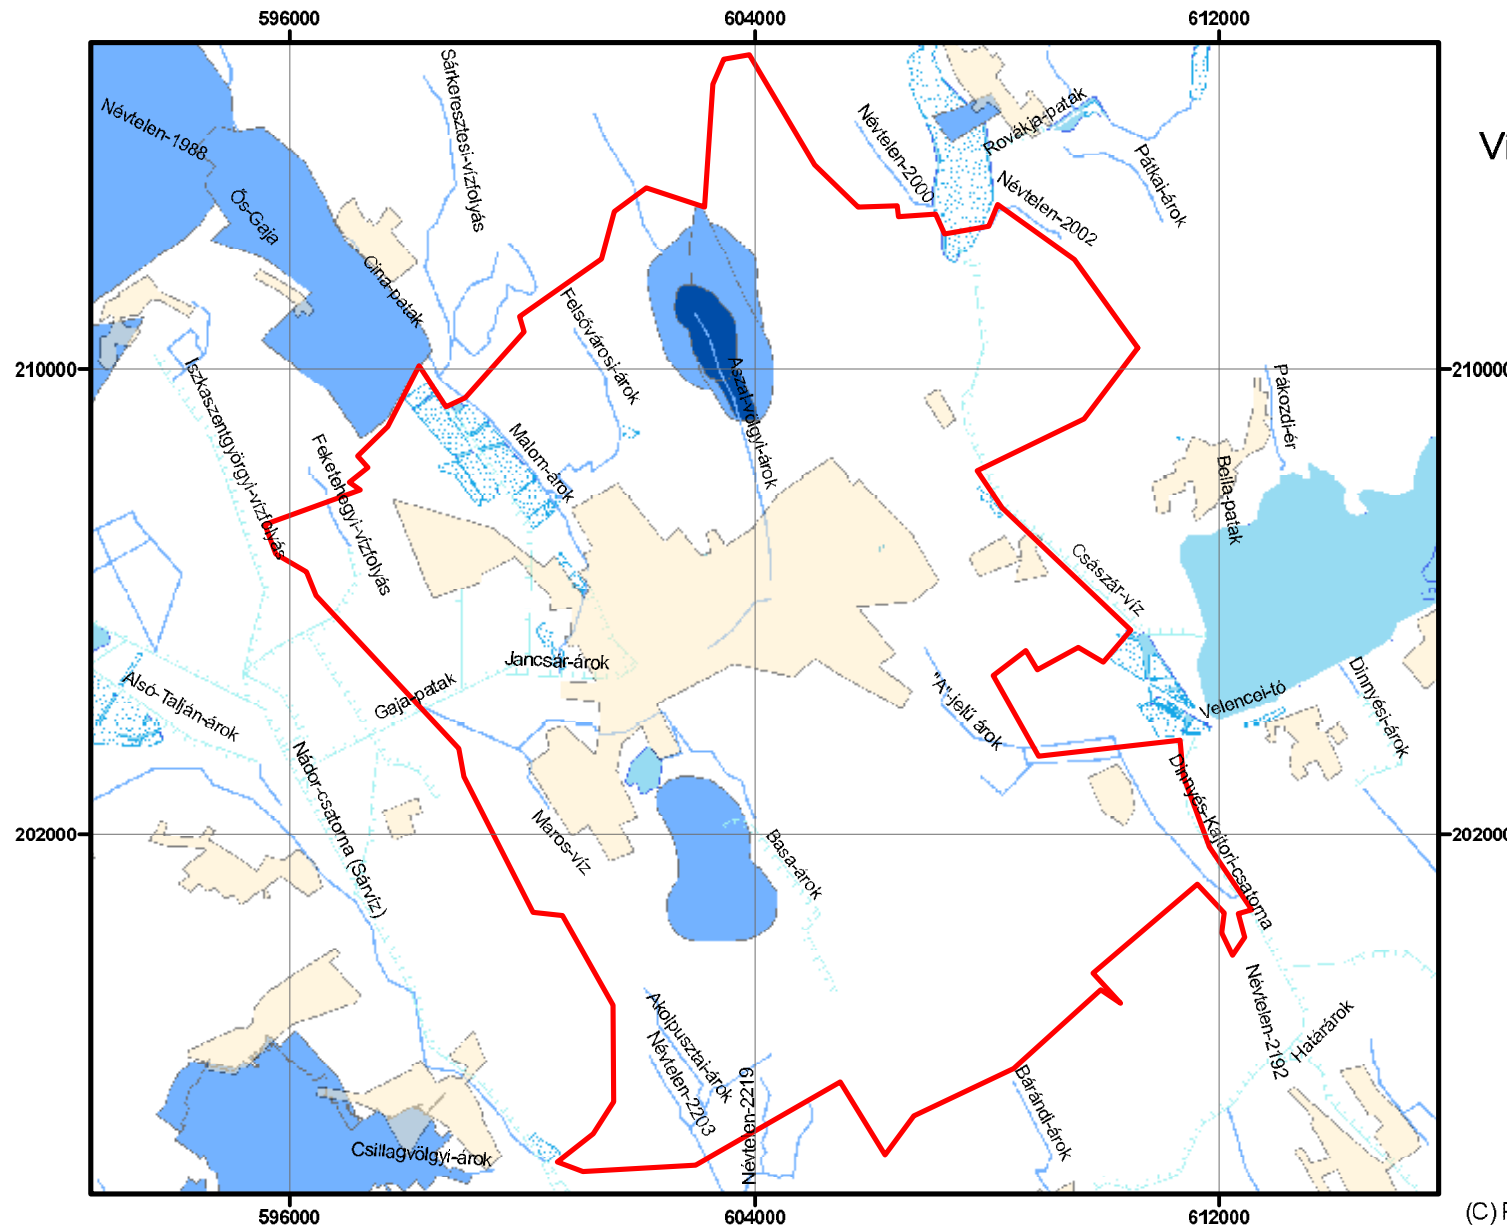 596000
604000
612000
Névtelen-1988
Sárkeresztesi-vízfolyás
Névtelen-2000
Rovákja-patak
Pátkai-árok
Névtelen-2002
Ős-Gaja
Cina-patak
Felsővárosi-árok
210000
210000
Aszal-völgyi-árok
Iszkaszentgyörgyi-vízfolyás
Feketehegyi-vízfolyás
Malom-árok
Pákozdi-ér
Bella-patak
Császár-víz
Jancsár-árok
Gaja-patak
Alsó-Talján-árok
"A"-jelű árok
Velencei-tó
Dinnyési-árok
Nádor-csatorna (Sárvíz)
Dinnyés-Kajtori-csatorna
Maros-víz
Basa-árok
202000
202000
Akolpusztai-árok
Névtelen-2203
Névtelen-2219
Névtelen-2192
Határárok
Bárándi-árok
Csillagvölgyi-árok
596000
604000
612000
(C)